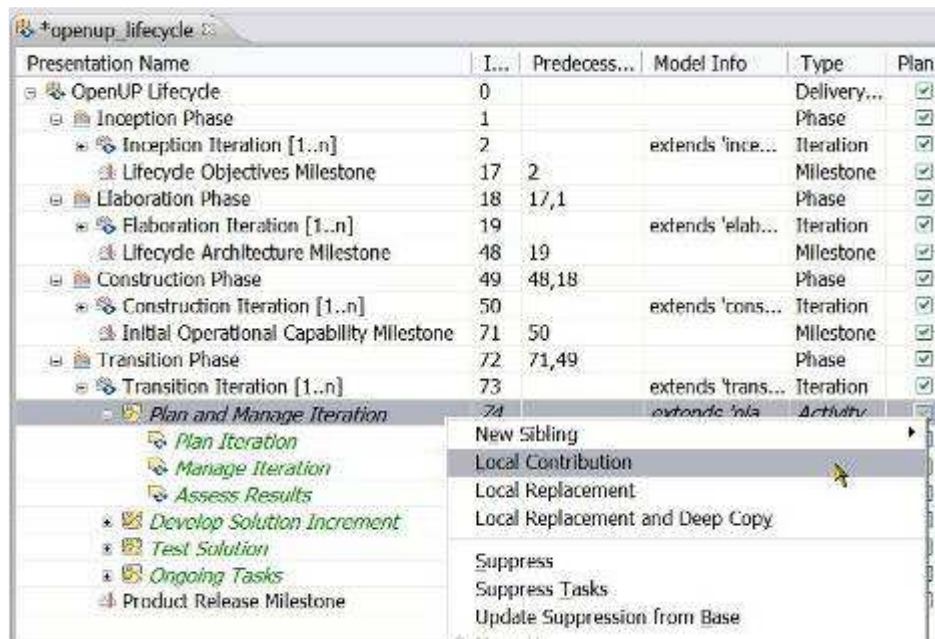 *openup_lifecycle
Presentation Name I... Predecess... Model Info Type Plan
OpenUP Lifecycle 0 Delivery...
Inception Phase 1 Phase
Inception Iteration [1..n] 2 extends 'ince... Iteration
Lifecycle Objectives Milestone 17 2 Milestone
Elaboration Phase 18 17,1 Phase
Elaboration Iteration [1..n] 19 extends 'elab... Iteration
Lifecycle Architecture Milestone 48 19 Milestone
Construction Phase 49 48,18 Phase
Construction Iteration [1..n] 50 extends 'cons... Iteration
Initial Operational Capability Milestone 71 50 Milestone
Transition Phase 72 71,49 Phase
Transition Iteration [1..n] 73 extends 'trans... Iteration
Plan and Manage Iteration 74 extends 'pla... Activity
Plan Iteration
Manage Iteration
Assess Results
Develop Solution Increment
Test Solution
Ongoing Tasks
Product Release Milestone
New Sibling
Local Contribution
Local Replacement
Local Replacement and Deep Copy
Suppress
Suppress Tasks
Update Suppression from Base